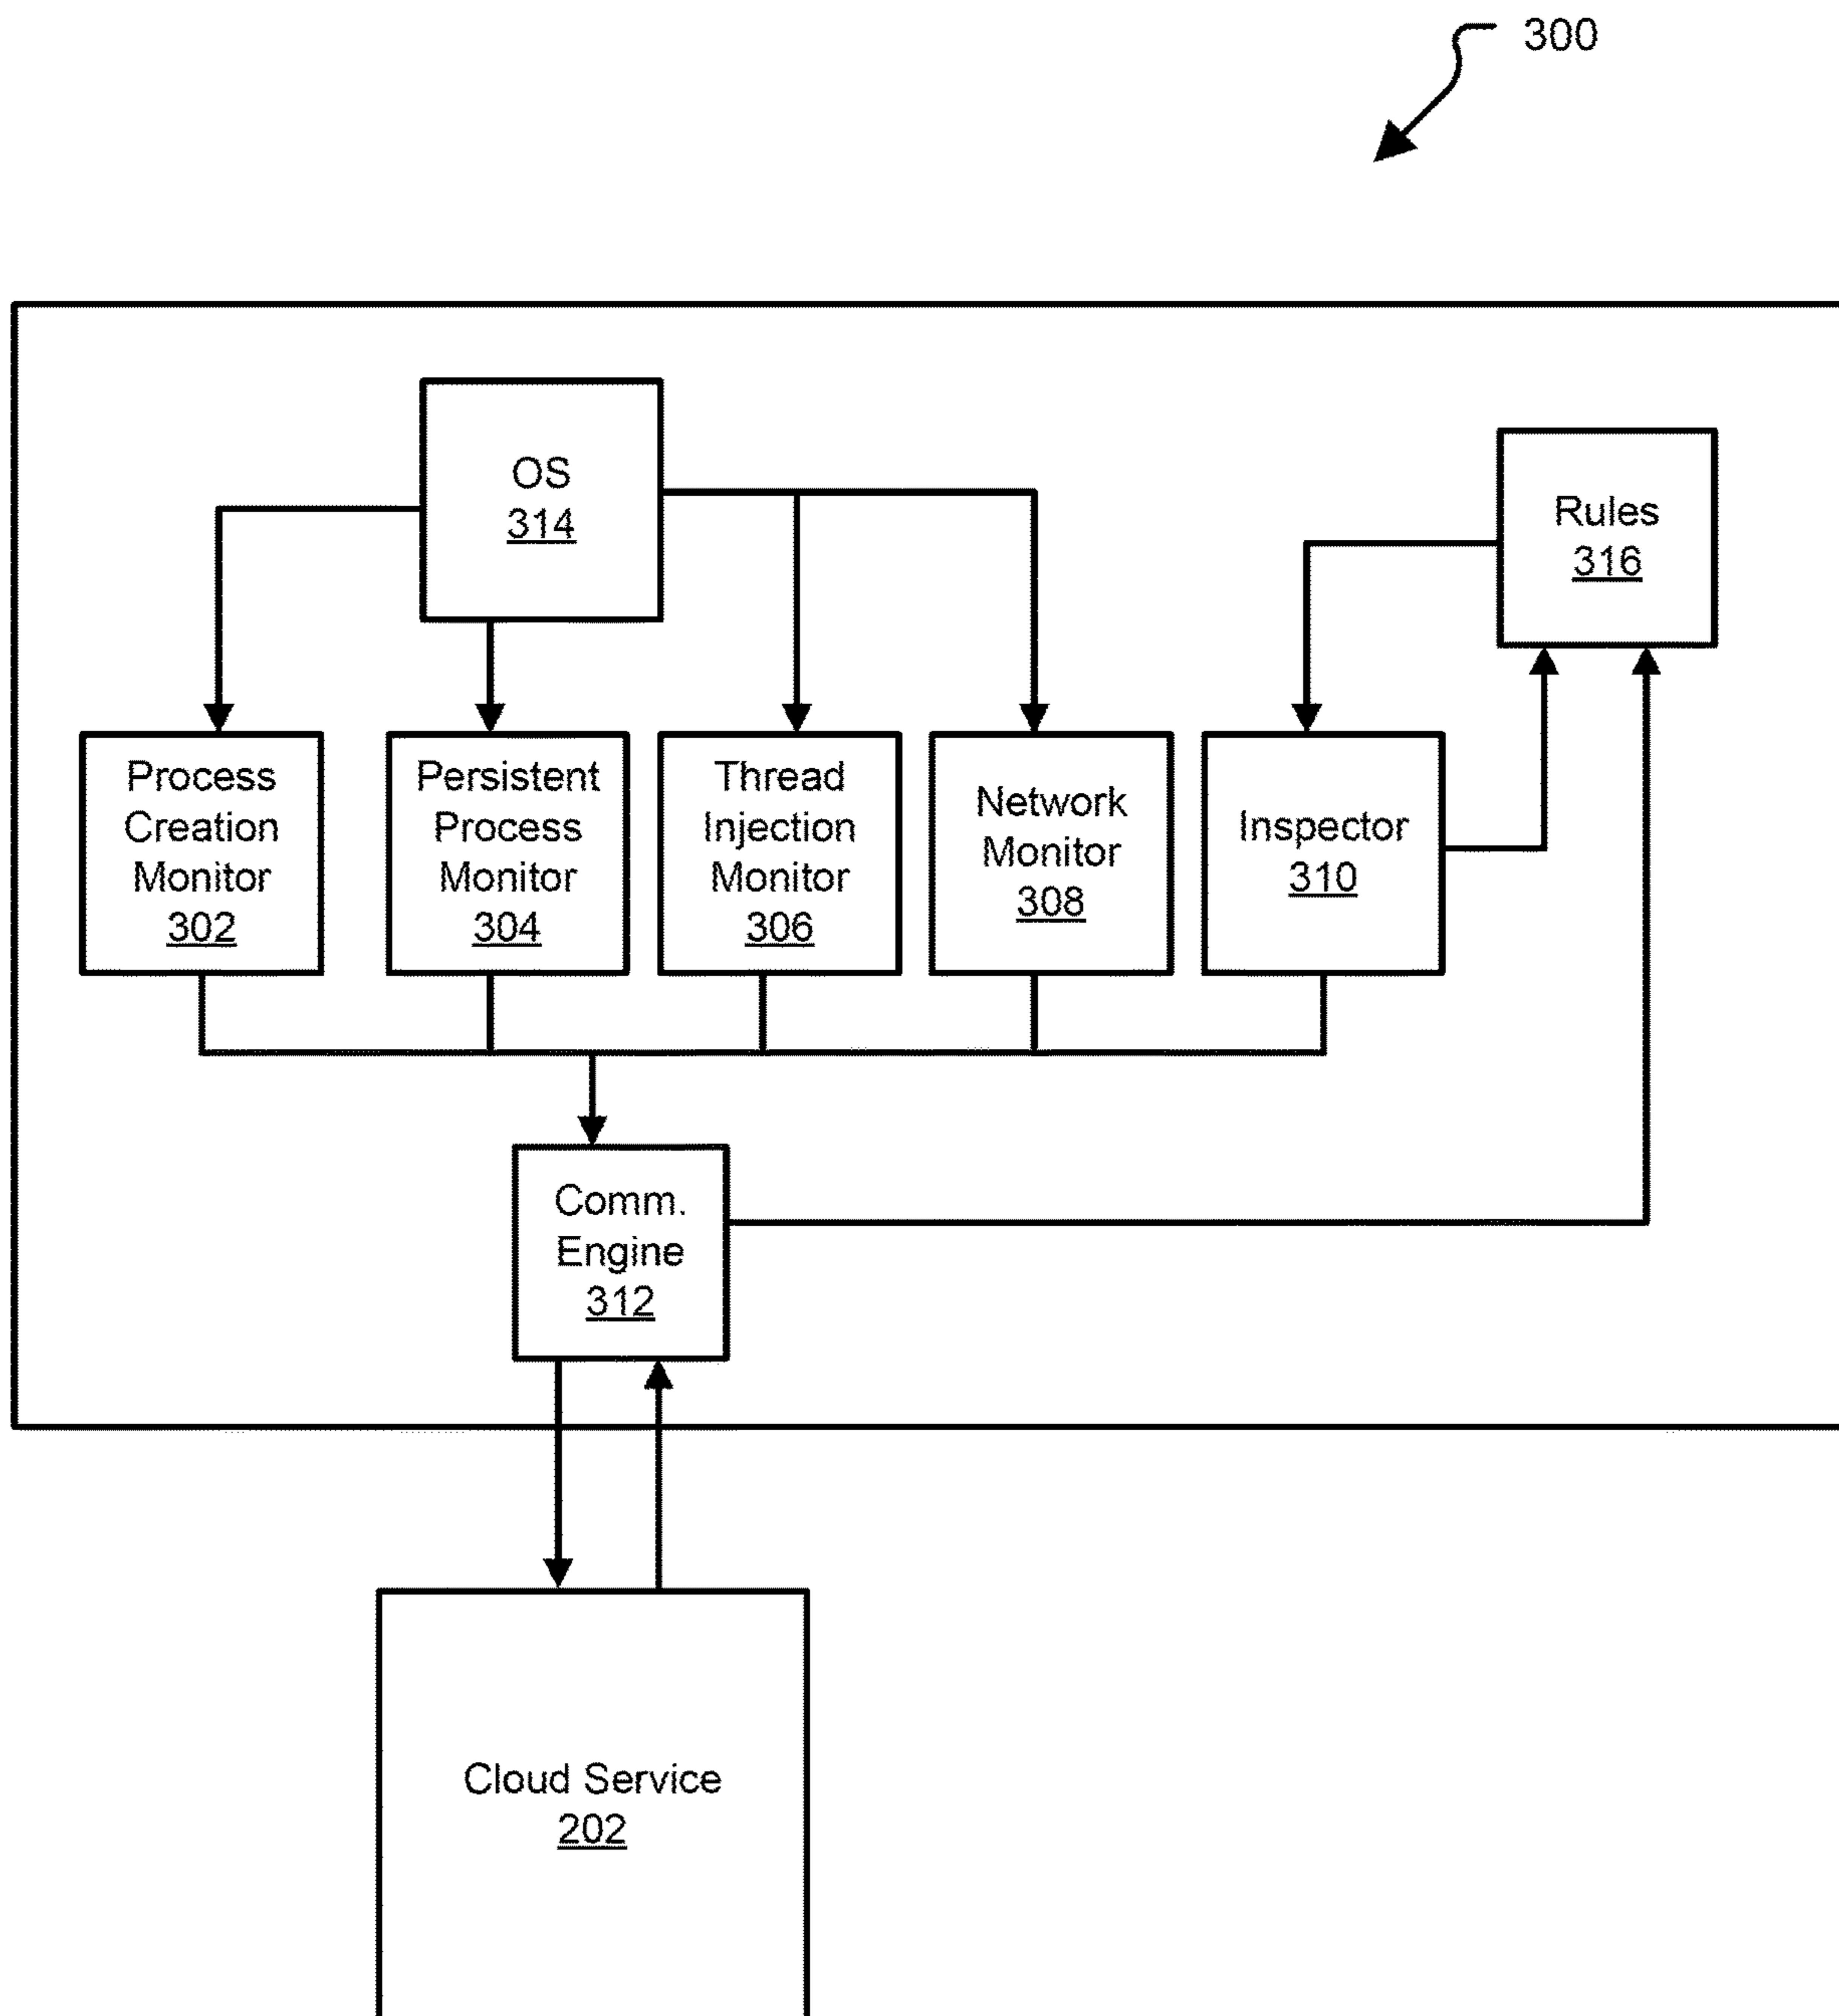 300
OS
314
Rules
316
Process
Creation
Monitor
302
Persistent
Process
Monitor
304
Thread
Injection
Monitor
306
Network
Monitor
308
Inspector
310
Comm.
Engine
312
Cloud Service
202